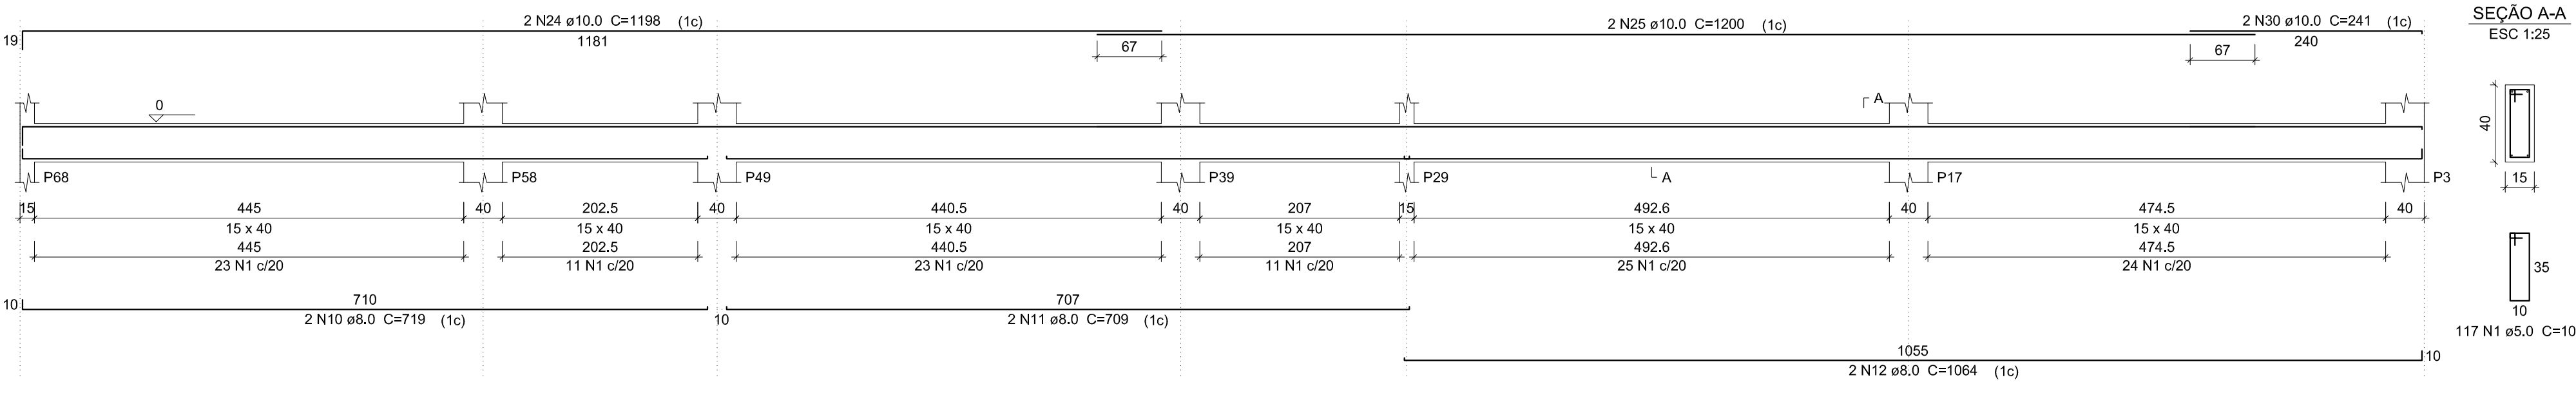 2 N24 ø10.0 C=1198 (1c)
2 N25 ø10.0 C=1200 (1c)
2 N30 ø10.0 C=241 (1c)
SEÇÃO A-A
ESC 1:25
19
1181
67
67
240
0
A
40
P68
P58
P49
P39
P29
A
P17
P3
15
15 445 40 202.5 40 440.5 40 207 15 492.6 40 474.5 40
15 x 40 15 x 40 15 x 40 15 x 40 15 x 40 15 x 40
445 202.5 440.5 207 492.6 474.5
23 N1 c/20 11 N1 c/20 23 N1 c/20 11 N1 c/20 25 N1 c/20 24 N1 c/20
35
10
117 N1 ø5.0 C=10
10
710
2 N10 ø8.0 C=719 (1c)
10
707
2 N11 ø8.0 C=709 (1c)
1055
10
2 N12 ø8.0 C=1064 (1c)